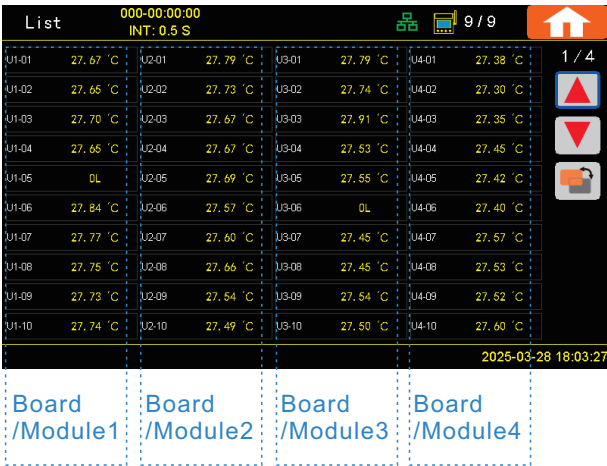 List 000-00:00:00 9/9
INT: 0.5 S
1/4
U1-01 27.67 ´C U2-01 27.79 ´C U3-01 27.79 ´C U4-01 27.38 ´C
U1-02 27.65 ´C U2-02 27.73 ´C U3-02 27.74 ´C U4-02 27.30 ´C
U1-03 27.70 ´C U2-03 27.67 ´C U3-03 27.91 ´C U4-03 27.35 ´C
U1-04 27.65 ´C U2-04 27.67 ´C U3-04 27.53 ´C U4-04 27.45 ´C
U1-05 OL U2-05 27.69 ´C U3-05 27.55 ´C U4-05 27.42 ´C
U1-06 27.84 ´C U2-06 27.57 ´C U3-06 OL U4-06 27.40 ´C
U1-07 27.77 ´C U2-07 27.60 ´C U3-07 27.45 ´C U4-07 27.57 ´C
U1-08 27.75 ´C U2-08 27.66 ´C U3-08 27.45 ´C U4-08 27.53 ´C
U1-09 27.73 ´C U2-09 27.54 ´C U3-09 27.54 ´C U4-09 27.52 ´C
U1-10 27.74 ´C U2-10 27.49 ´C U3-10 27.50 ´C U4-10 27.60 ´C
2025-03-28 18:03:27
Board
/Module1
Board
/Module2
Board
/Module3
Board
/Module4